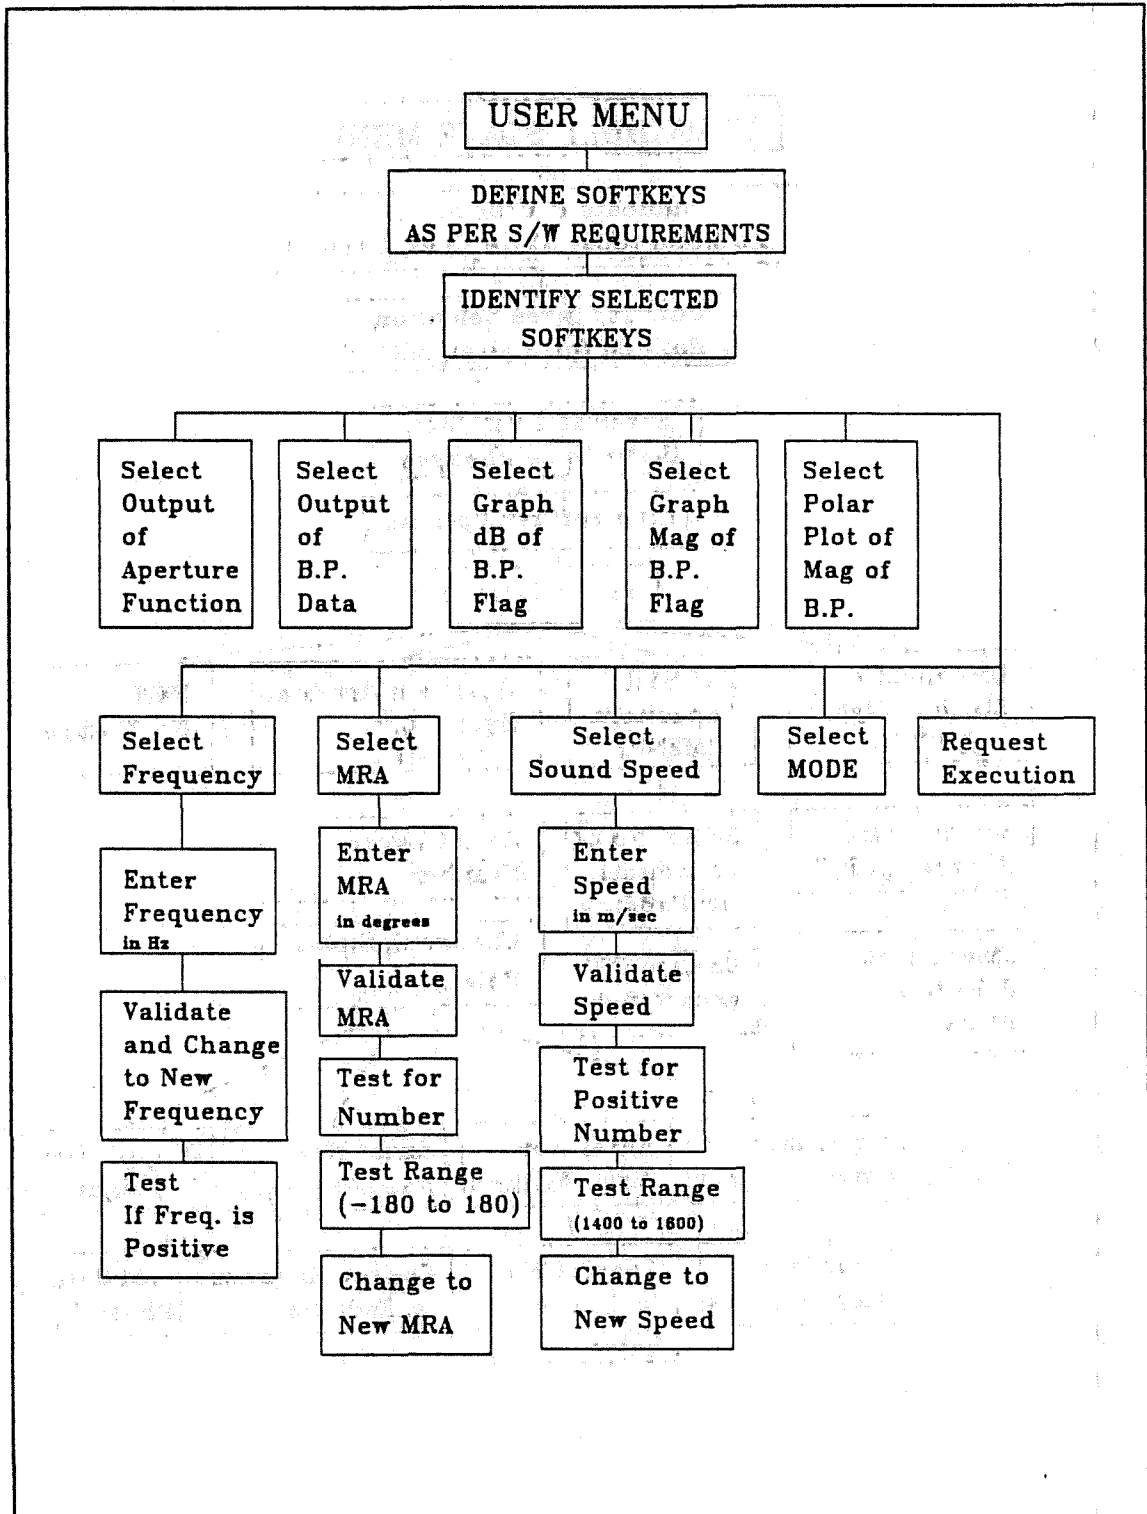 USER MENU
DEFINE SOFTKEYS
AS PER S/W REQUIREMENTS
IDENTIFY SELECTED
SOFTKEYS
Select
Output
of
Aperture
Function
Select
Output
of
B.P.
Data
Select
Graph
dB of
B.P.
Flag
Select
Graph
Mag of
B.P.
Flag
Select
Polar
Plot of
Mag of
B.P.
Select
Frequency
Select
MRA
Select
Sound Speed
Select
MODE
Request
Execution
Enter
Frequency
in Hz
Enter
MRA
in degrees
Enter
Speed
in m/sec
Validate
and Change
to New
Frequency
Validate
MRA
Validate
Speed
Test for
Number
Test for
Positive
Number
Test
If Freq. is
Positive
Test Range
(-180 to 180)
Test Range
(1400 to 1600)
Change to
New MRA
Change to
New Speed